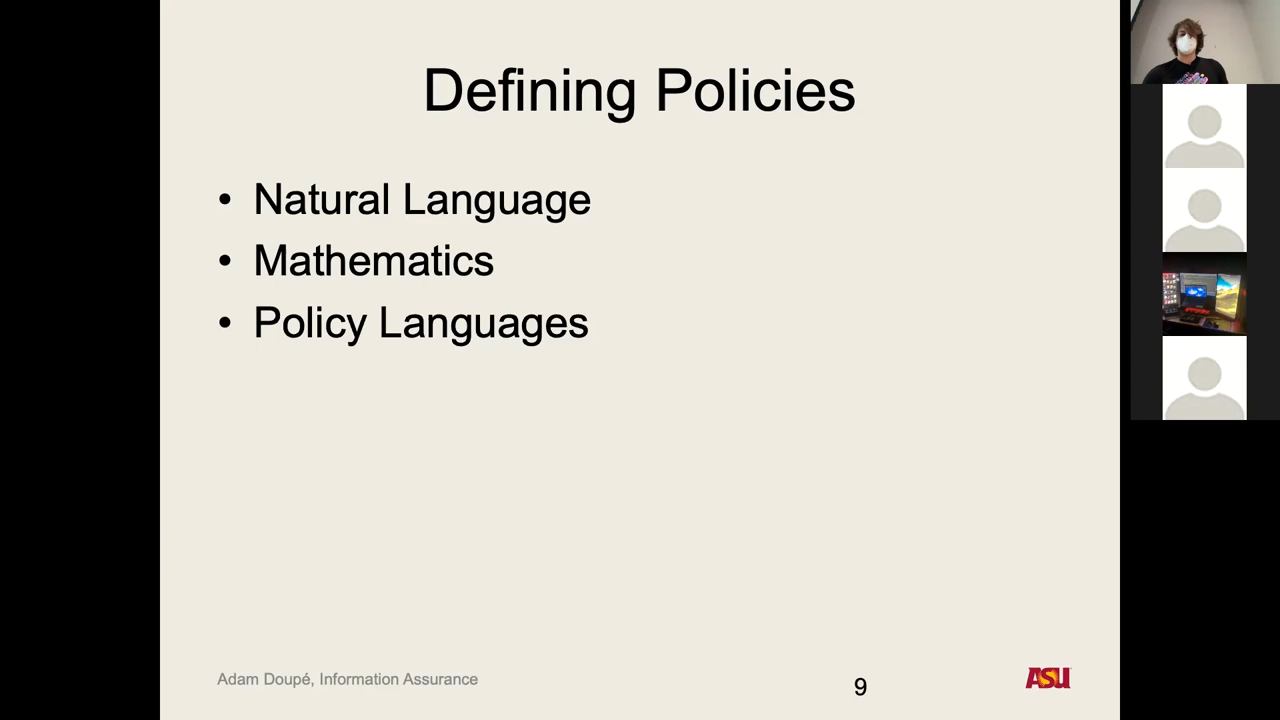 Defining Policies
• Natural Language
• Mathematics
• Policy Languages
Adam Doupé, Information Assurance
9
ASU